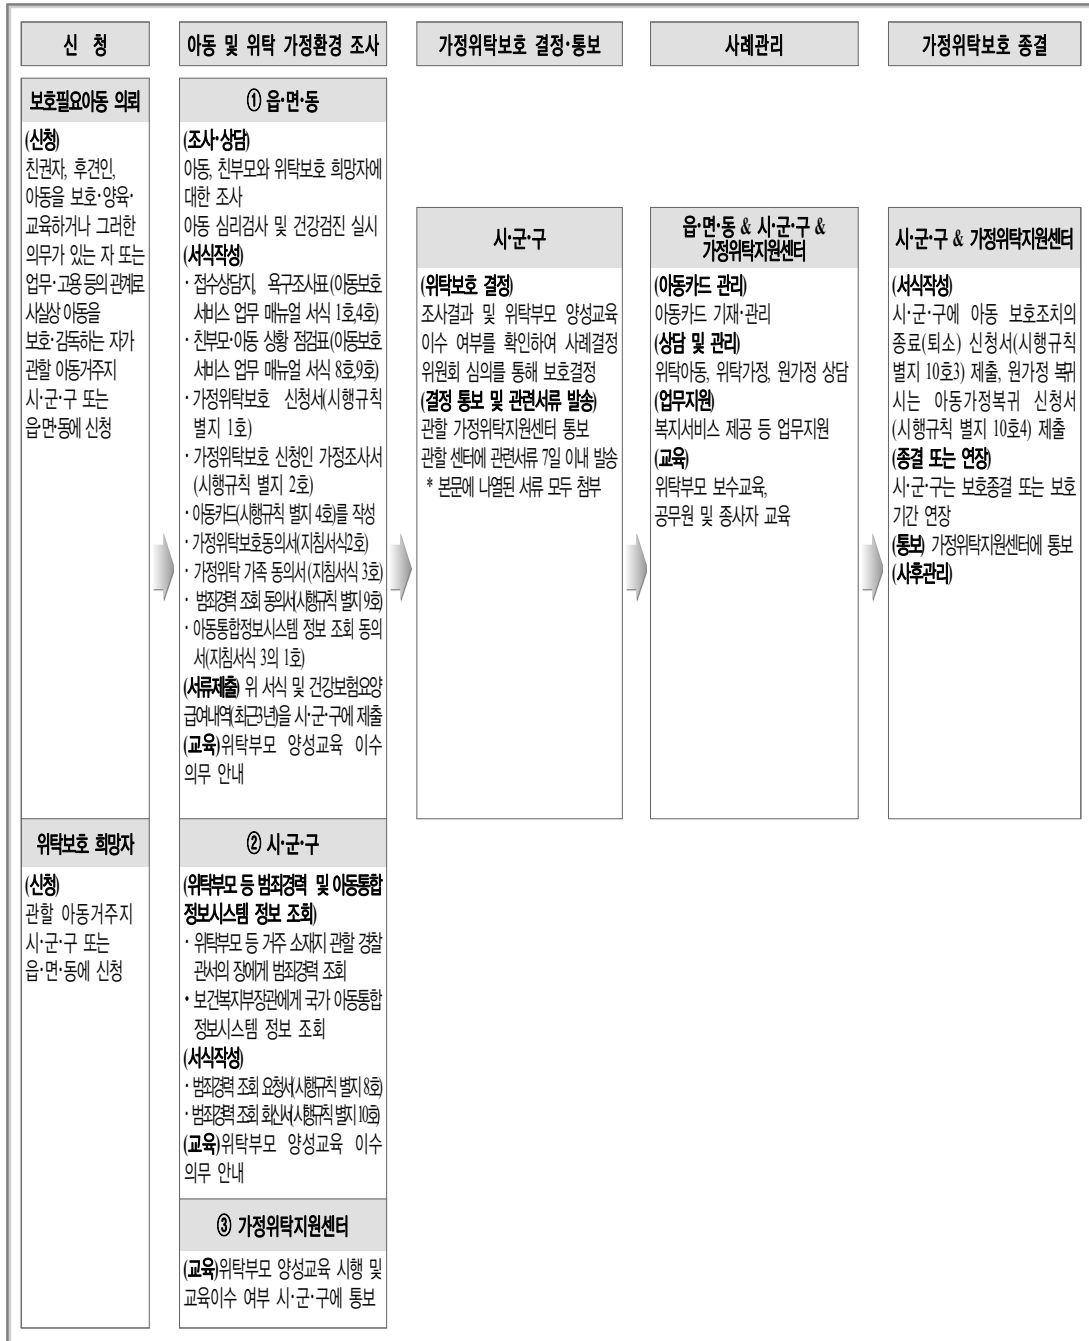 신 청
아동 및 위탁 가정환경 조사
가정위탁보호 결정·통보
사례관리
가정위탁보호 종결
보호필요아동 의뢰
(신청)
친권자, 후견인,
아동을 보호·양육·
교육하거나 그러한
의무가 있는 자 또는
업무·고용 등의 관계로
사실상 아동을
보호·감독하는 자가
관할 아동거주지
시·군·구 또는
읍·면·동에 신청
위탁보호 희망자
(신청)
관할 아동거주지
시·군·구 또는
읍·면·동에 신청
① 읍·면·동
(조사·상담)
아동, 친부모와 위탁보호 희망자에
대한 조사
아동 심리검사 및 건강검진 실시
(서식작성)
· 접수상담지, 욕구조사표(아동보호
서비스 업무 매뉴얼 서식 1호,4호)
· 친부모·아동 상황 점검표(아동보호
서비스 업무 매뉴얼 서식 8호,9호)
· 가정위탁보호 신청서(시행규칙
별지 1호)
· 가정위탁보호 신청인 가정조사서
(시행규칙 별지 2호)
· 아동카드(시행규칙 별지 4호)를 작성
· 가정위탁보호동의서(지침서식2호)
· 가정위탁 가족 동의서(지침서식 3호)
· 범죄경력 조회 동의서(시행규칙 별지 9호)
· 아동통합정보시스템 정보 조회 동의
서(지침서식 3의 1호)
(서류제출) 위 서식 및 건강보험요양
급여내역(최근3년)을 시·군·구에 제출
(교육)위탁부모 양성교육 이수
의무 안내
② 시·군·구
(위탁부모 등 범죄경력 및 아동통합
정보시스템 정보 조회)
· 위탁부모 등 거주 소재지 관할 경찰
관서의 장에게 범죄경력 조회
• 보건복지부장관에게 국가 아동통합
정보시스템 정보 조회
(서식작성)
· 범죄경력 조회 요청서(시행규칙 별지 8호)
· 범죄경력 조회 회신서(시행규칙 별지 10호)
(교육)위탁부모 양성교육 이수
의무 안내
③ 가정위탁지원센터
(교육)위탁부모 양성교육 시행 및
교육이수 여부 시·군·구에 통보
시·군·구
(위탁보호 결정)
조사결과 및 위탁부모 양성교육
이수 여부를 확인하여 사례결정
위원회 심의를 통해 보호결정
(결정 통보 및 관련서류 발송)
관할 가정위탁지원센터 통보
관할 센터에 관련서류 7일 이내 발송
* 본문에 나열된 서류 모두 첨부
읍·면·동 & 시·군·구 &
가정위탁지원센터
(아동카드 관리)
아동카드 기재·관리
(상담 및 관리)
위탁아동, 위탁가정, 원가정 상담
(업무지원)
복지서비스 제공 등 업무지원
(교육)
위탁부모 보수교육,
공무원 및 종사자 교육
시·군·구 & 가정위탁지원센터
(서식작성)
시·군·구에 아동 보호조치의
종료(퇴소) 신청서(시행규칙
별지 10호3) 제출, 원가정 복귀
시는 아동가정복귀 신청서
(시행규칙 별지 10호4) 제출
(종결 또는 연장)
시·군·구는 보호종결 또는 보호
기간 연장
(통보) 가정위탁지원센터에 통보
(사후관리)